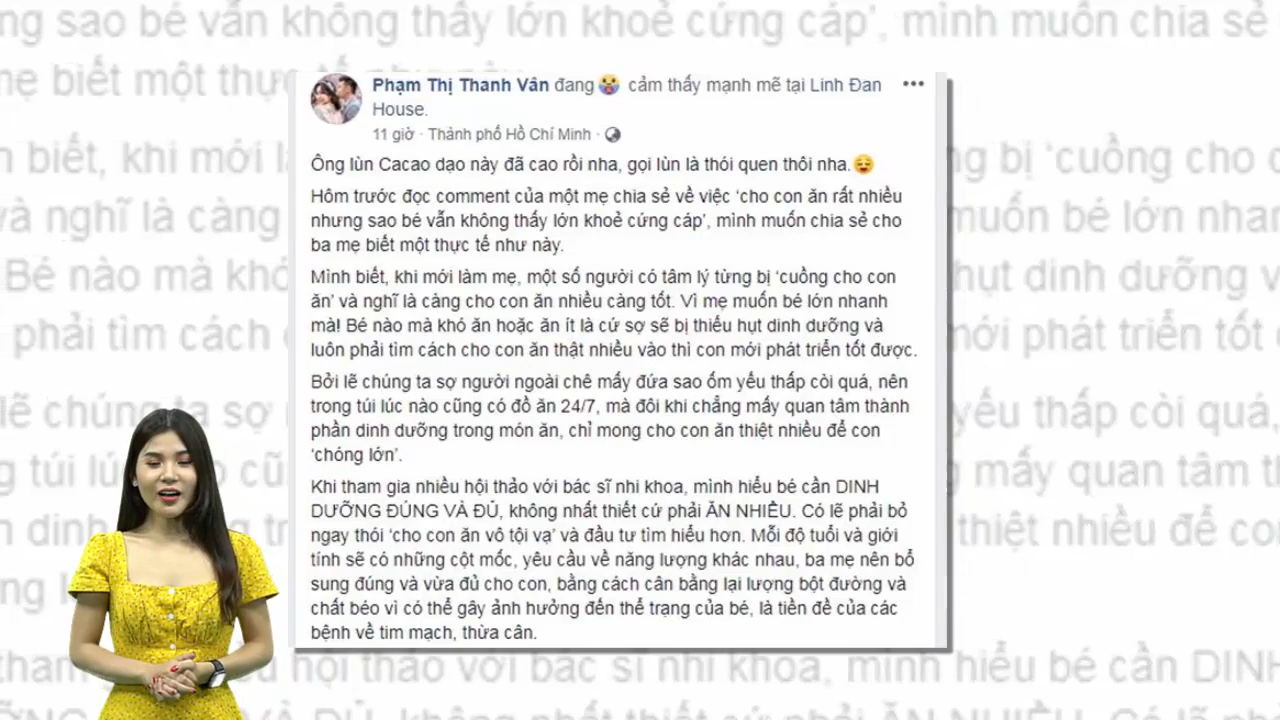 Phạm Thị Thanh Vân đang cảm thấy mạnh mẽ tại Linh Đan
House.
11 giờ · Thành phố Hồ Chí Minh ·
Ông lùn Cacao dạo này đã cao rồi nha, gọi lùn là thói quen thôi nha.
Hôm trước đọc comment của một mẹ chia sẻ về việc ‘cho con ăn rất nhiều
nhưng sao bé vẫn không thấy lớn khoẻ cứng cáp’, mình muốn chia sẻ cho
ba mẹ biết một thực tế như này.
Mình biết, khi mới làm mẹ, một số người có tâm lý từng bị ‘cuồng cho con
ăn’ và nghĩ là càng cho con ăn nhiều càng tốt. Vì mẹ muốn bé lớn nhanh
mà! Bé nào mà khó ăn hoặc ăn ít là cứ sợ sẽ bị thiếu hụt dinh dưỡng và
luôn phải tìm cách cho con ăn thật nhiều vào thì con mới phát triển tốt được.
Bởi lẽ chúng ta sợ người ngoài chê mấy đứa sao ốm yếu thấp còi quá, nên
trong túi lúc nào cũng có đồ ăn 24/7, mà đôi khi chẳng mấy quan tâm thành
phần dinh dưỡng trong món ăn, chỉ mong cho con ăn thiệt nhiều để con
‘chóng lớn’.
Khi tham gia nhiều hội thảo với bác sĩ nhi khoa, mình hiểu bé cần DINH
DƯỠNG ĐÚNG VÀ ĐỦ, không nhất thiết cứ phải ĂN NHIỀU. Có lẽ phải bỏ
ngay thói ‘cho con ăn vô tội vạ’ và đầu tư tìm hiểu hơn. Mỗi độ tuổi và giới
tính sẽ có những cột mốc, yêu cầu về năng lượng khác nhau, ba mẹ nên bổ
sung đúng và vừa đủ cho con, bằng cách cân bằng lại lượng bột đường và
chất béo vì có thể gây ảnh hưởng đến thể trạng của bé, là tiền đề của các
bệnh về tim mạch, thừa cân.